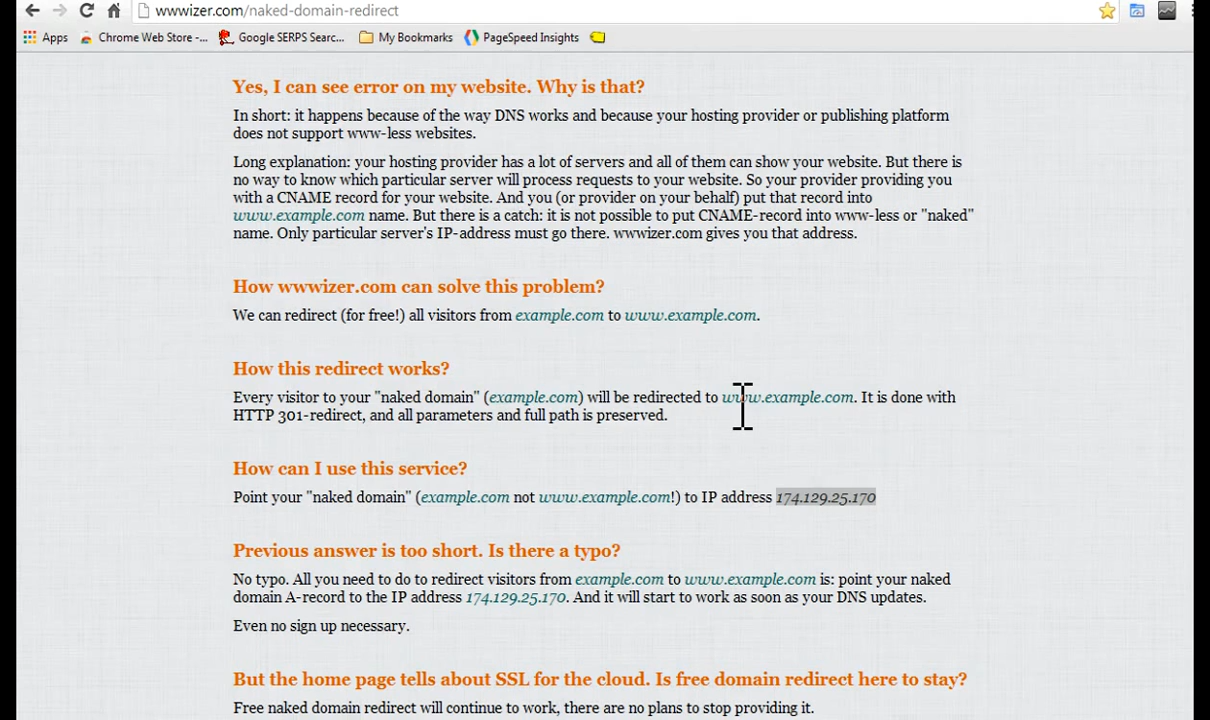 wwwizer.com/naked-domain-redirect
Apps Chrome Web Store -... Google SERPS Searc... My Bookmarks PageSpeed Insights
Yes, I can see error on my website. Why is that?
In short: it happens because of the way DNS works and because your hosting provider or publishing platform
does not support www-less websites.
Long explanation: your hosting provider has a lot of servers and all of them can show your website. But there is
no way to know which particular server will process requests to your website. So your provider providing you
with a CNAME record for your website. And you (or provider on your behalf) put that record into
www.example.com name. But there is a catch: it is not possible to put CNAME-record into www-less or "naked"
name. Only particular server's IP-address must go there. wwwizer.com gives you that address.
How wwwizer.com can solve this problem?
We can redirect (for free!) all visitors from example.com to www.example.com.
How this redirect works?
Every visitor to your "naked domain" (example.com) will be redirected to www.example.com. It is done with
HTTP 301-redirect, and all parameters and full path is preserved.
How can I use this service?
Point your "naked domain" (example.com not www.example.com!) to IP address 174.129.25.170
Previous answer is too short. Is there a typo?
No typo. All you need to do to redirect visitors from example.com to www.example.com is: point your naked
domain A-record to the IP address 174.129.25.170. And it will start to work as soon as your DNS updates.
Even no sign up necessary.
But the home page tells about SSL for the cloud. Is free domain redirect here to stay?
Free naked domain redirect will continue to work, there are no plans to stop providing it.